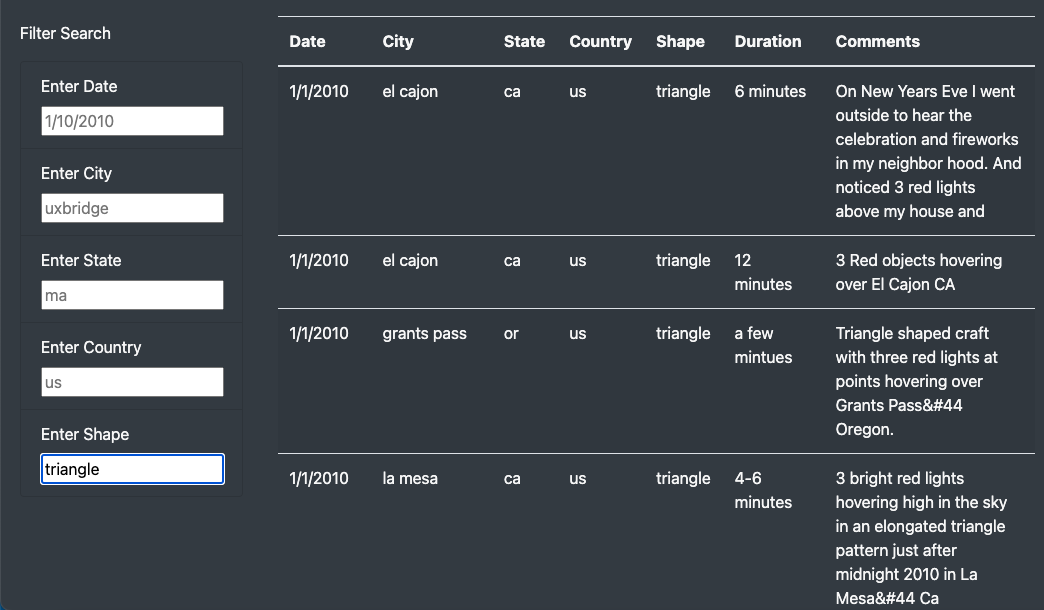 Filter Search
Enter Date
1/10/2010
Enter City
uxbridge
Enter State
ma
Enter Country
us
Enter Shape
triangle
Date City State Country Shape Duration Comments
1/1/2010 el cajon ca us triangle 6 minutes On New Years Eve I went
outside to hear the
celebration and fireworks
in my neighbor hood. And
noticed 3 red lights
above my house and
1/1/2010 el cajon ca us triangle 12 3 Red objects hovering
minutes over El Cajon CA
1/1/2010 grants pass or us triangle a few Triangle shaped craft
mintues with three red lights at
points hovering over
Grants Pass&#44
Oregon.
1/1/2010 la mesa ca us triangle 4-6 3 bright red lights
minutes hovering high in the sky
in an elongated triangle
pattern just after
midnight 2010 in La
Mesa&#44 Ca